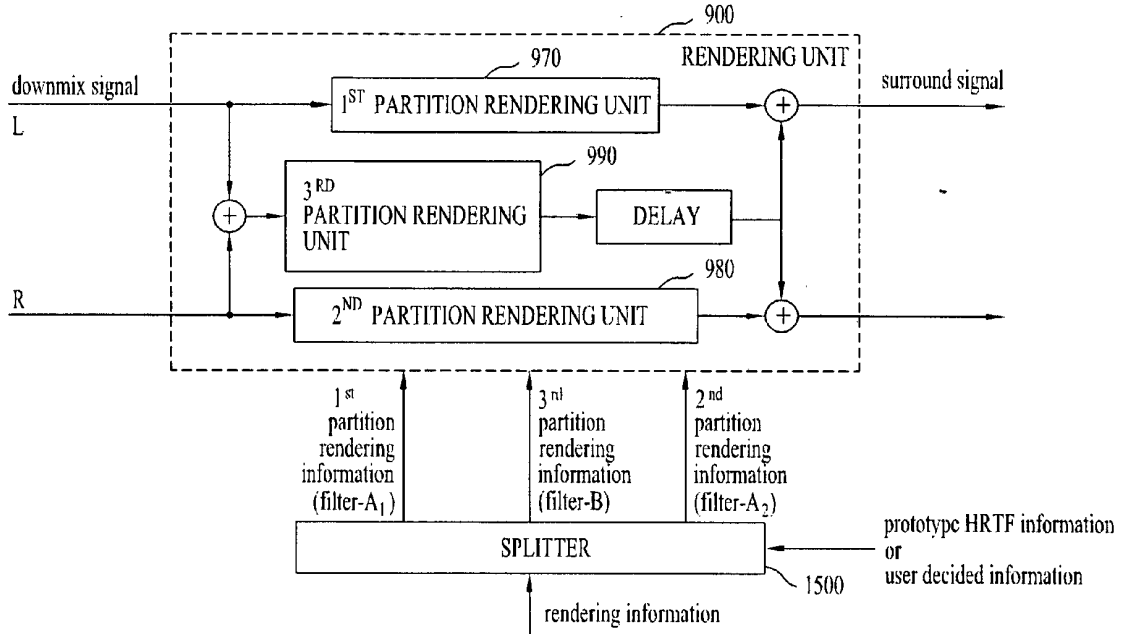 900
RENDERING UNIT
970
downmix signal
L
1ST PARTITION RENDERING UNIT
+
surround signal
990
3RD
PARTITION RENDERING
UNIT
+
DELAY
980
R
2ND PARTITION RENDERING UNIT
+
1st
partition
rendering
information
(filter-A1)
3rd
partition
rendering
information
(filter-B)
2nd
partition
rendering
information
(filter-A2)
SPLITTER
prototype HRTF information
or
user decided information
1500
rendering information